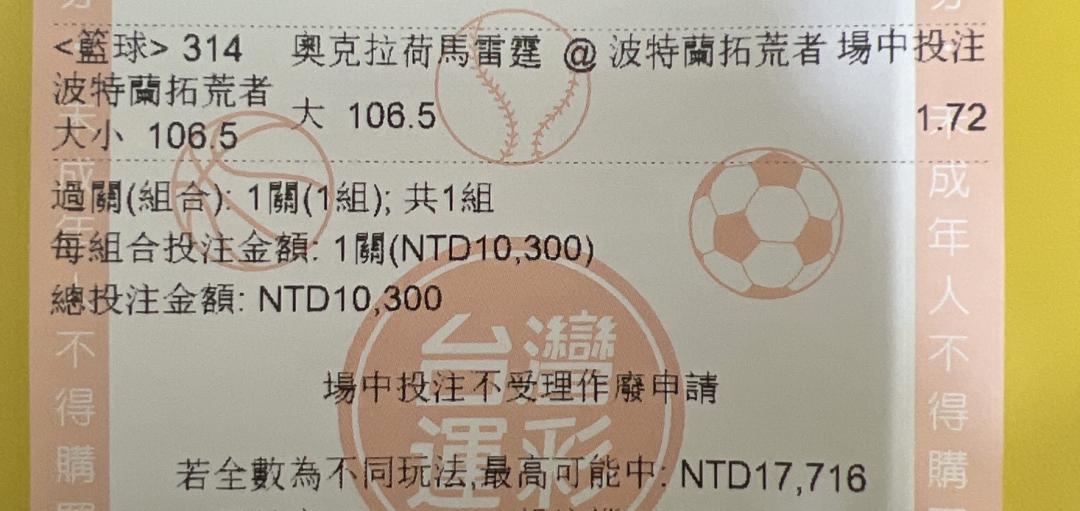 <籃球> 314 奧克拉荷馬雷霆 @ 波特蘭拓荒者 場中投注
波特蘭拓荒者
大小 106.5 大 106.5 1.72
過關(組合): 1關(1組); 共1組
每組合投注金額: 1關(NTD10,300)
總投注金額: NTD10,300
台灣
運彩
場中投注不受理作廢申請
若全數為不同玩法,最高可能中: NTD17,716
未成年人不得購
未成年人不得購